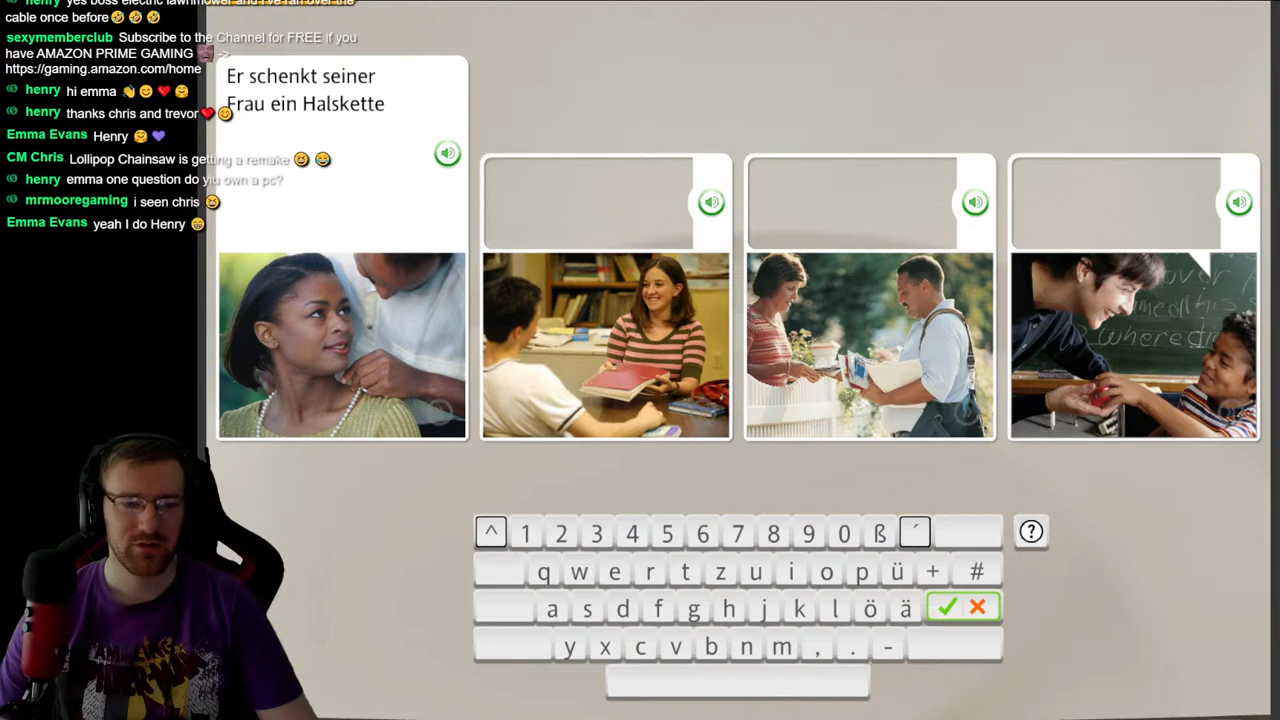 henry yes boss electric lawnmower and i've ran over the
cable once before🤣 🤣 🤣
sexymemberclub Subscribe to the Channel for FREE if you
have AMAZON PRIME GAMING ->
https://gaming.amazon.com/home
henry hi emma 👋 😊 ❤️ 🤗
henry thanks chris and trevor❤️ 😊
Emma Evans Henry 🤗 💜
CM Chris Lollipop Chainsaw is getting a remake 😆 😂
henry emma one question do yiu own a pc?
mrmooregaming i seen chris 😆
Emma Evans yeah I do Henry 😁
Er schenkt seiner
Frau ein Halskette
^ 1 2 3 4 5 6 7 8 9 0 ß ´ ?
q w e r t z u i o p ü + #
a s d f g h j k l ö ä
y x c v b n m , . -